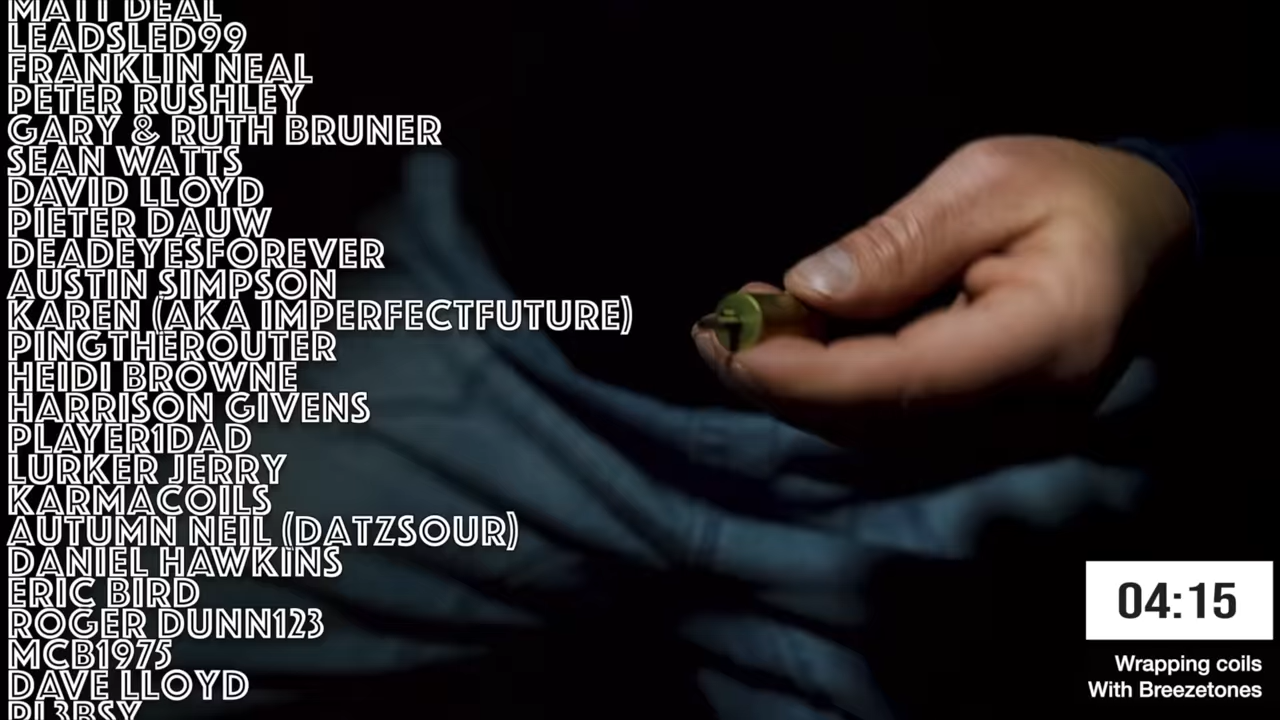 MATT DEAL
LEADSLED99
FRANKLIN NEAL
PETER RUSHLEY
GARY & RUTH BRUNER
SEAN WATTS
DAVID LLOYD
PIETER DAUW
DEADEYESFOREVER
AUSTIN SIMPSON
KAREN (AKA IMPERFECTFUTURE)
PINGTHEROUTER
HEIDI BROWNE
HARRISON GIVENS
PLAYER1DAD
LURKER JERRY
KARMACOILS
AUTUMN NEIL (DATZSOUR)
DANIEL HAWKINS
ERIC BIRD
ROGER DUNN123
MCB1975
DAVE LLOYD
04:15
Wrapping coils
With Breezetones